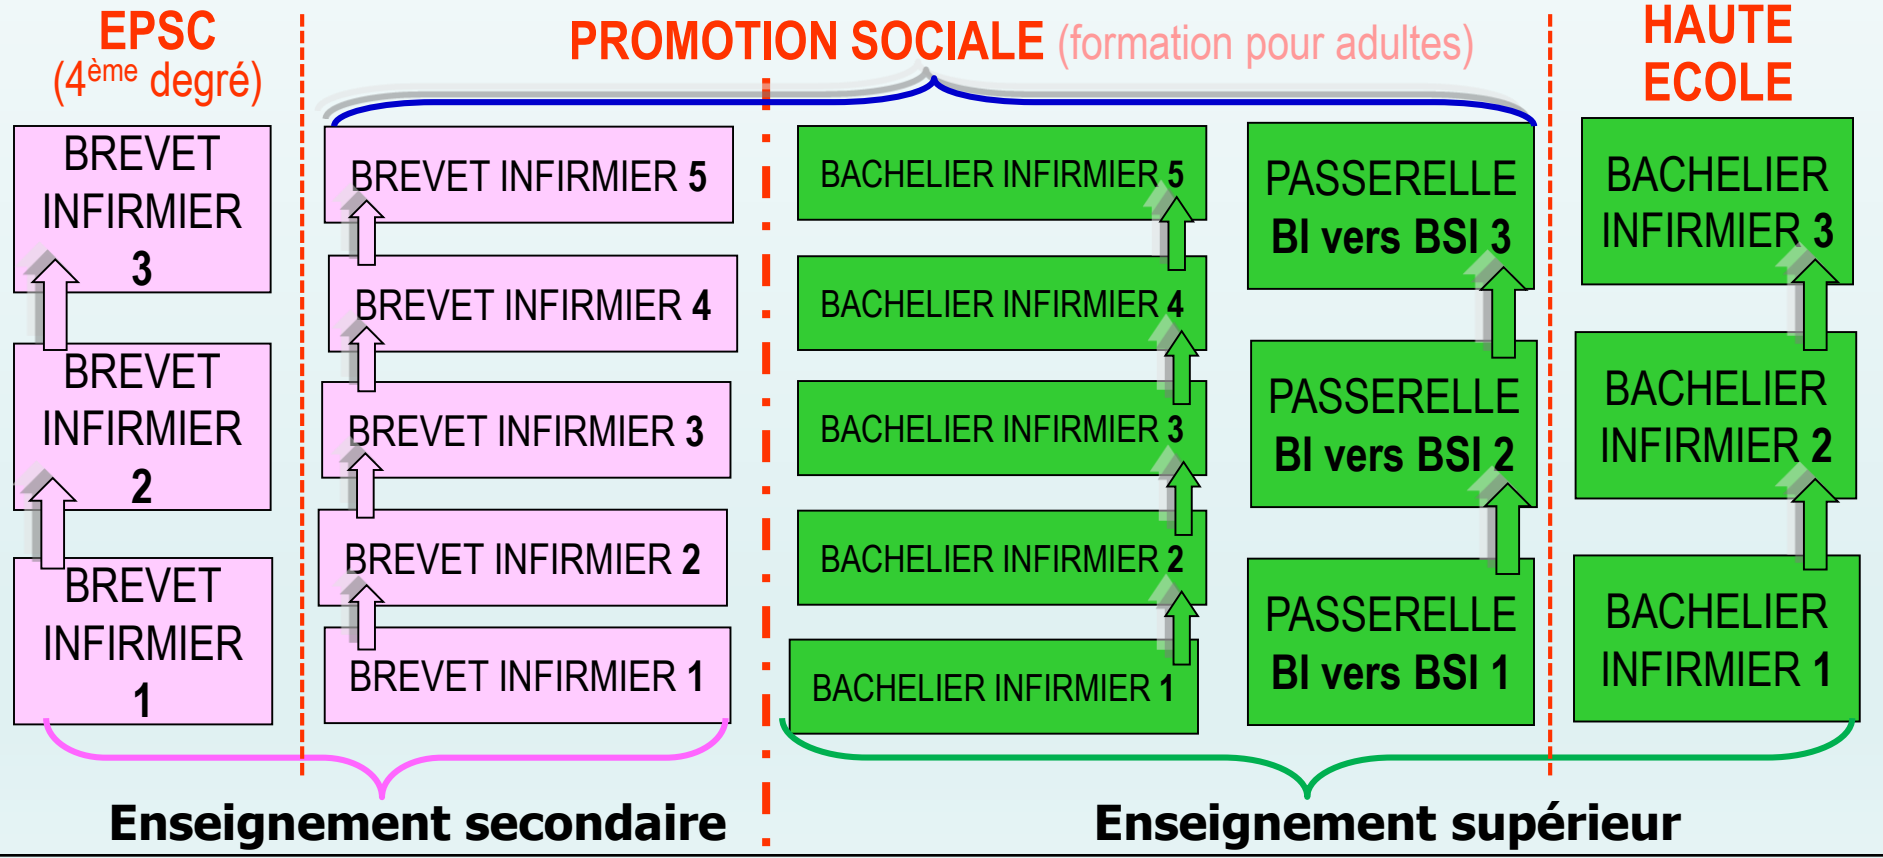 EPSC
(4ème degré)
PROMOTION SOCIALE (formation pour adultes)
HAUTE
ECOLE
BREVET
INFIRMIER
3
BREVET
INFIRMIER
2
BREVET
INFIRMIER
1
BREVET INFIRMIER 5
BREVET INFIRMIER 4
BREVET INFIRMIER 3
BREVET INFIRMIER 2
BREVET INFIRMIER 1
BACHELIER INFIRMIER 5
BACHELIER INFIRMIER 4
BACHELIER INFIRMIER 3
BACHELIER INFIRMIER 2
BACHELIER INFIRMIER 1
PASSERELLE
BI vers BSI 3
PASSERELLE
BI vers BSI 2
PASSERELLE
BI vers BSI 1
BACHELIER
INFIRMIER 3
BACHELIER
INFIRMIER 2
BACHELIER
INFIRMIER 1
Enseignement secondaire
Enseignement supérieur